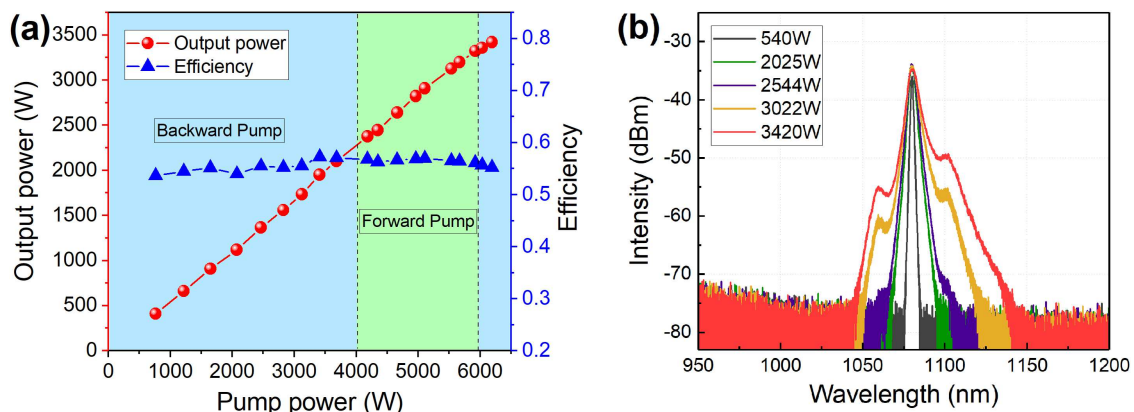 (a)
Output power
Efficiency
Backward Pump
Forward Pump
Output power (W)
3500
3000
2500
2000
1500
1000
500
0
0 1000 2000 3000 4000 5000 6000
Pump power (W)
0.8
0.7
0.6
0.5
0.4
0.3
0.2
Efficiency
(b)
540W
2025W
2544W
3022W
3420W
Intensity (dBm)
-30
-40
-50
-60
-70
-80
950 1000 1050 1100 1150 1200
Wavelength (nm)